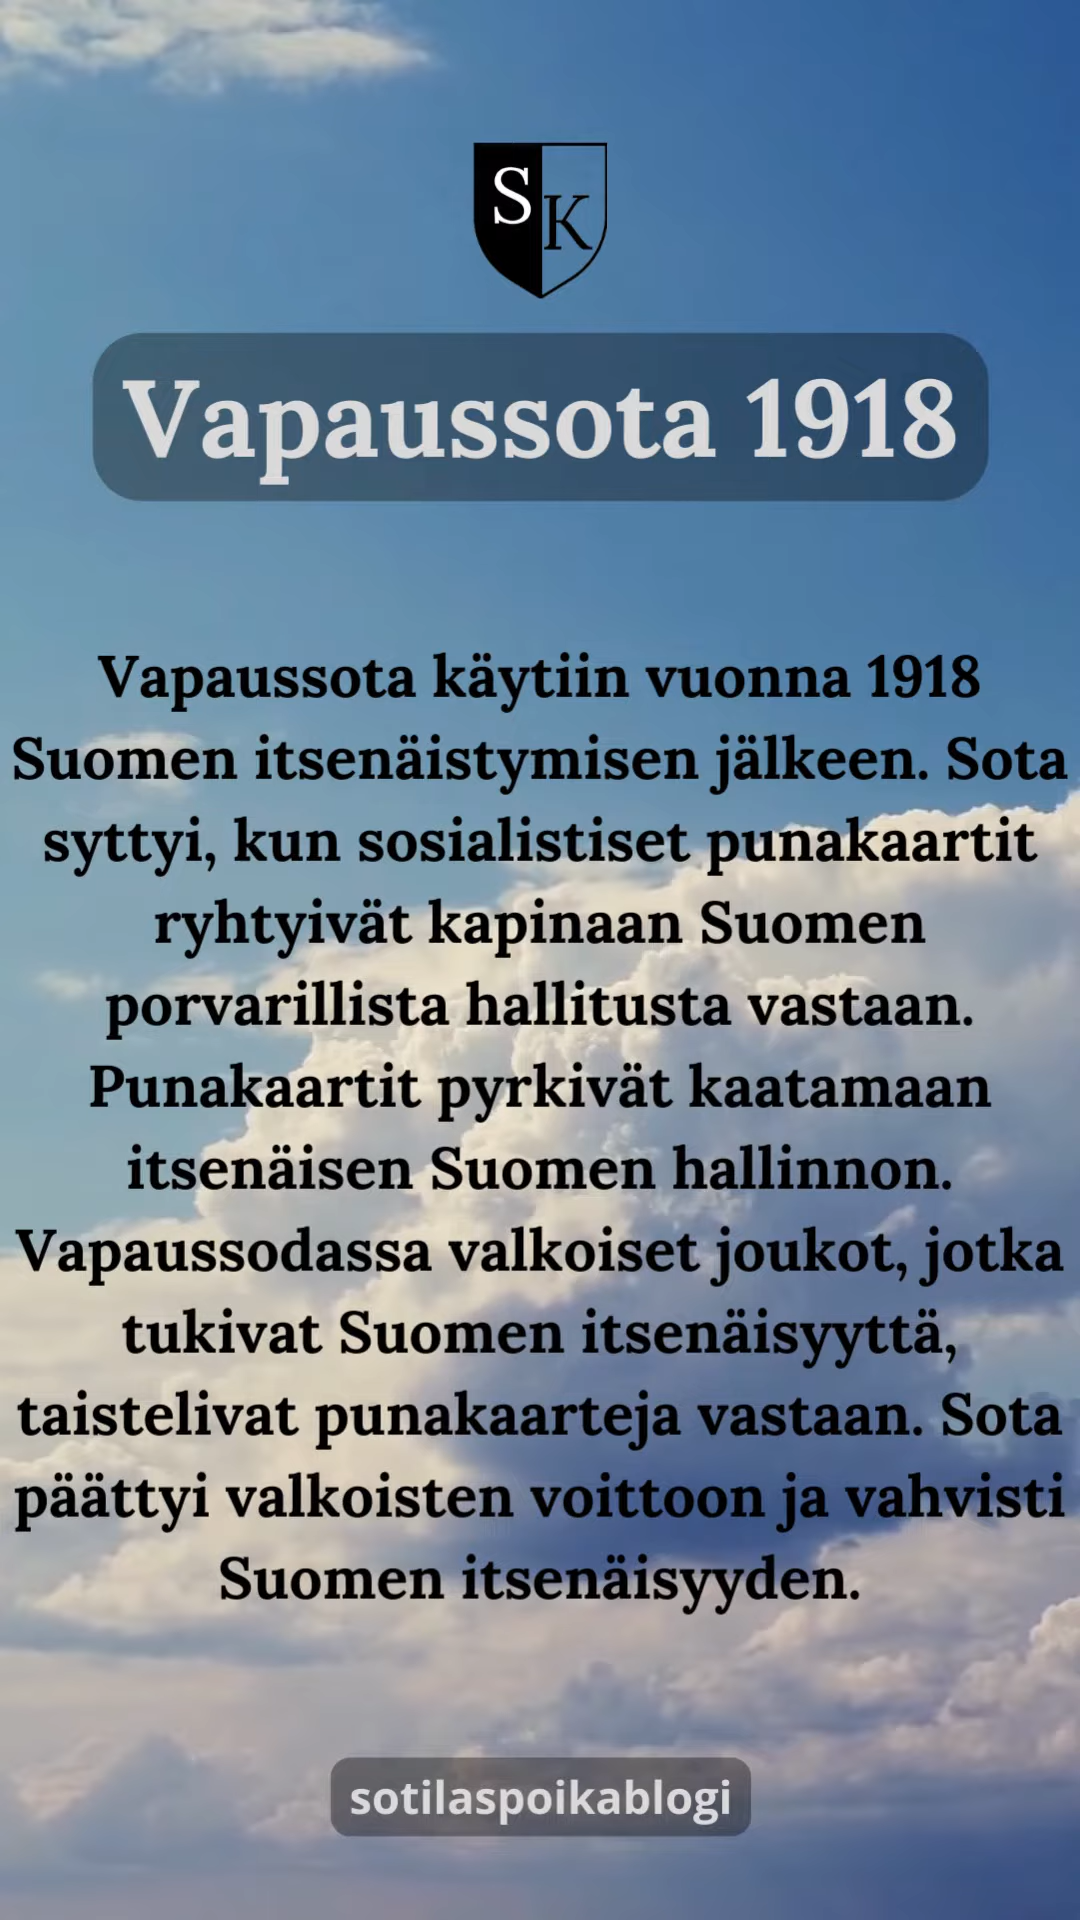 S
K
Vapaussota 1918
Vapaussota käytiin vuonna 1918
Suomen itsenäistymisen jälkeen. Sota
syttyi, kun sosialistiset punakaartit
ryhtyivät kapinaan Suomen
porvarillista hallitusta vastaan.
Punakaartit pyrkivät kaatamaan
itsenäisen Suomen hallinnon.
Vapaussodassa valkoiset joukot, jotka
tukivat Suomen itsenäisyyttä,
taistelivat punakaarteja vastaan. Sota
päättyi valkoisten voittoon ja vahvisti
Suomen itsenäisyyden.
sotilaspoikablogi